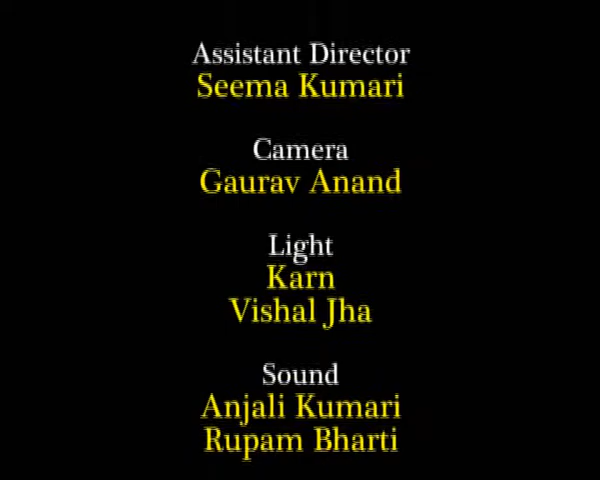 Assistant Director
Seema Kumari
Camera
Gaurav Anand
Light
Karn
Vishal Jha
Sound
Anjali Kumari
Rupam Bharti